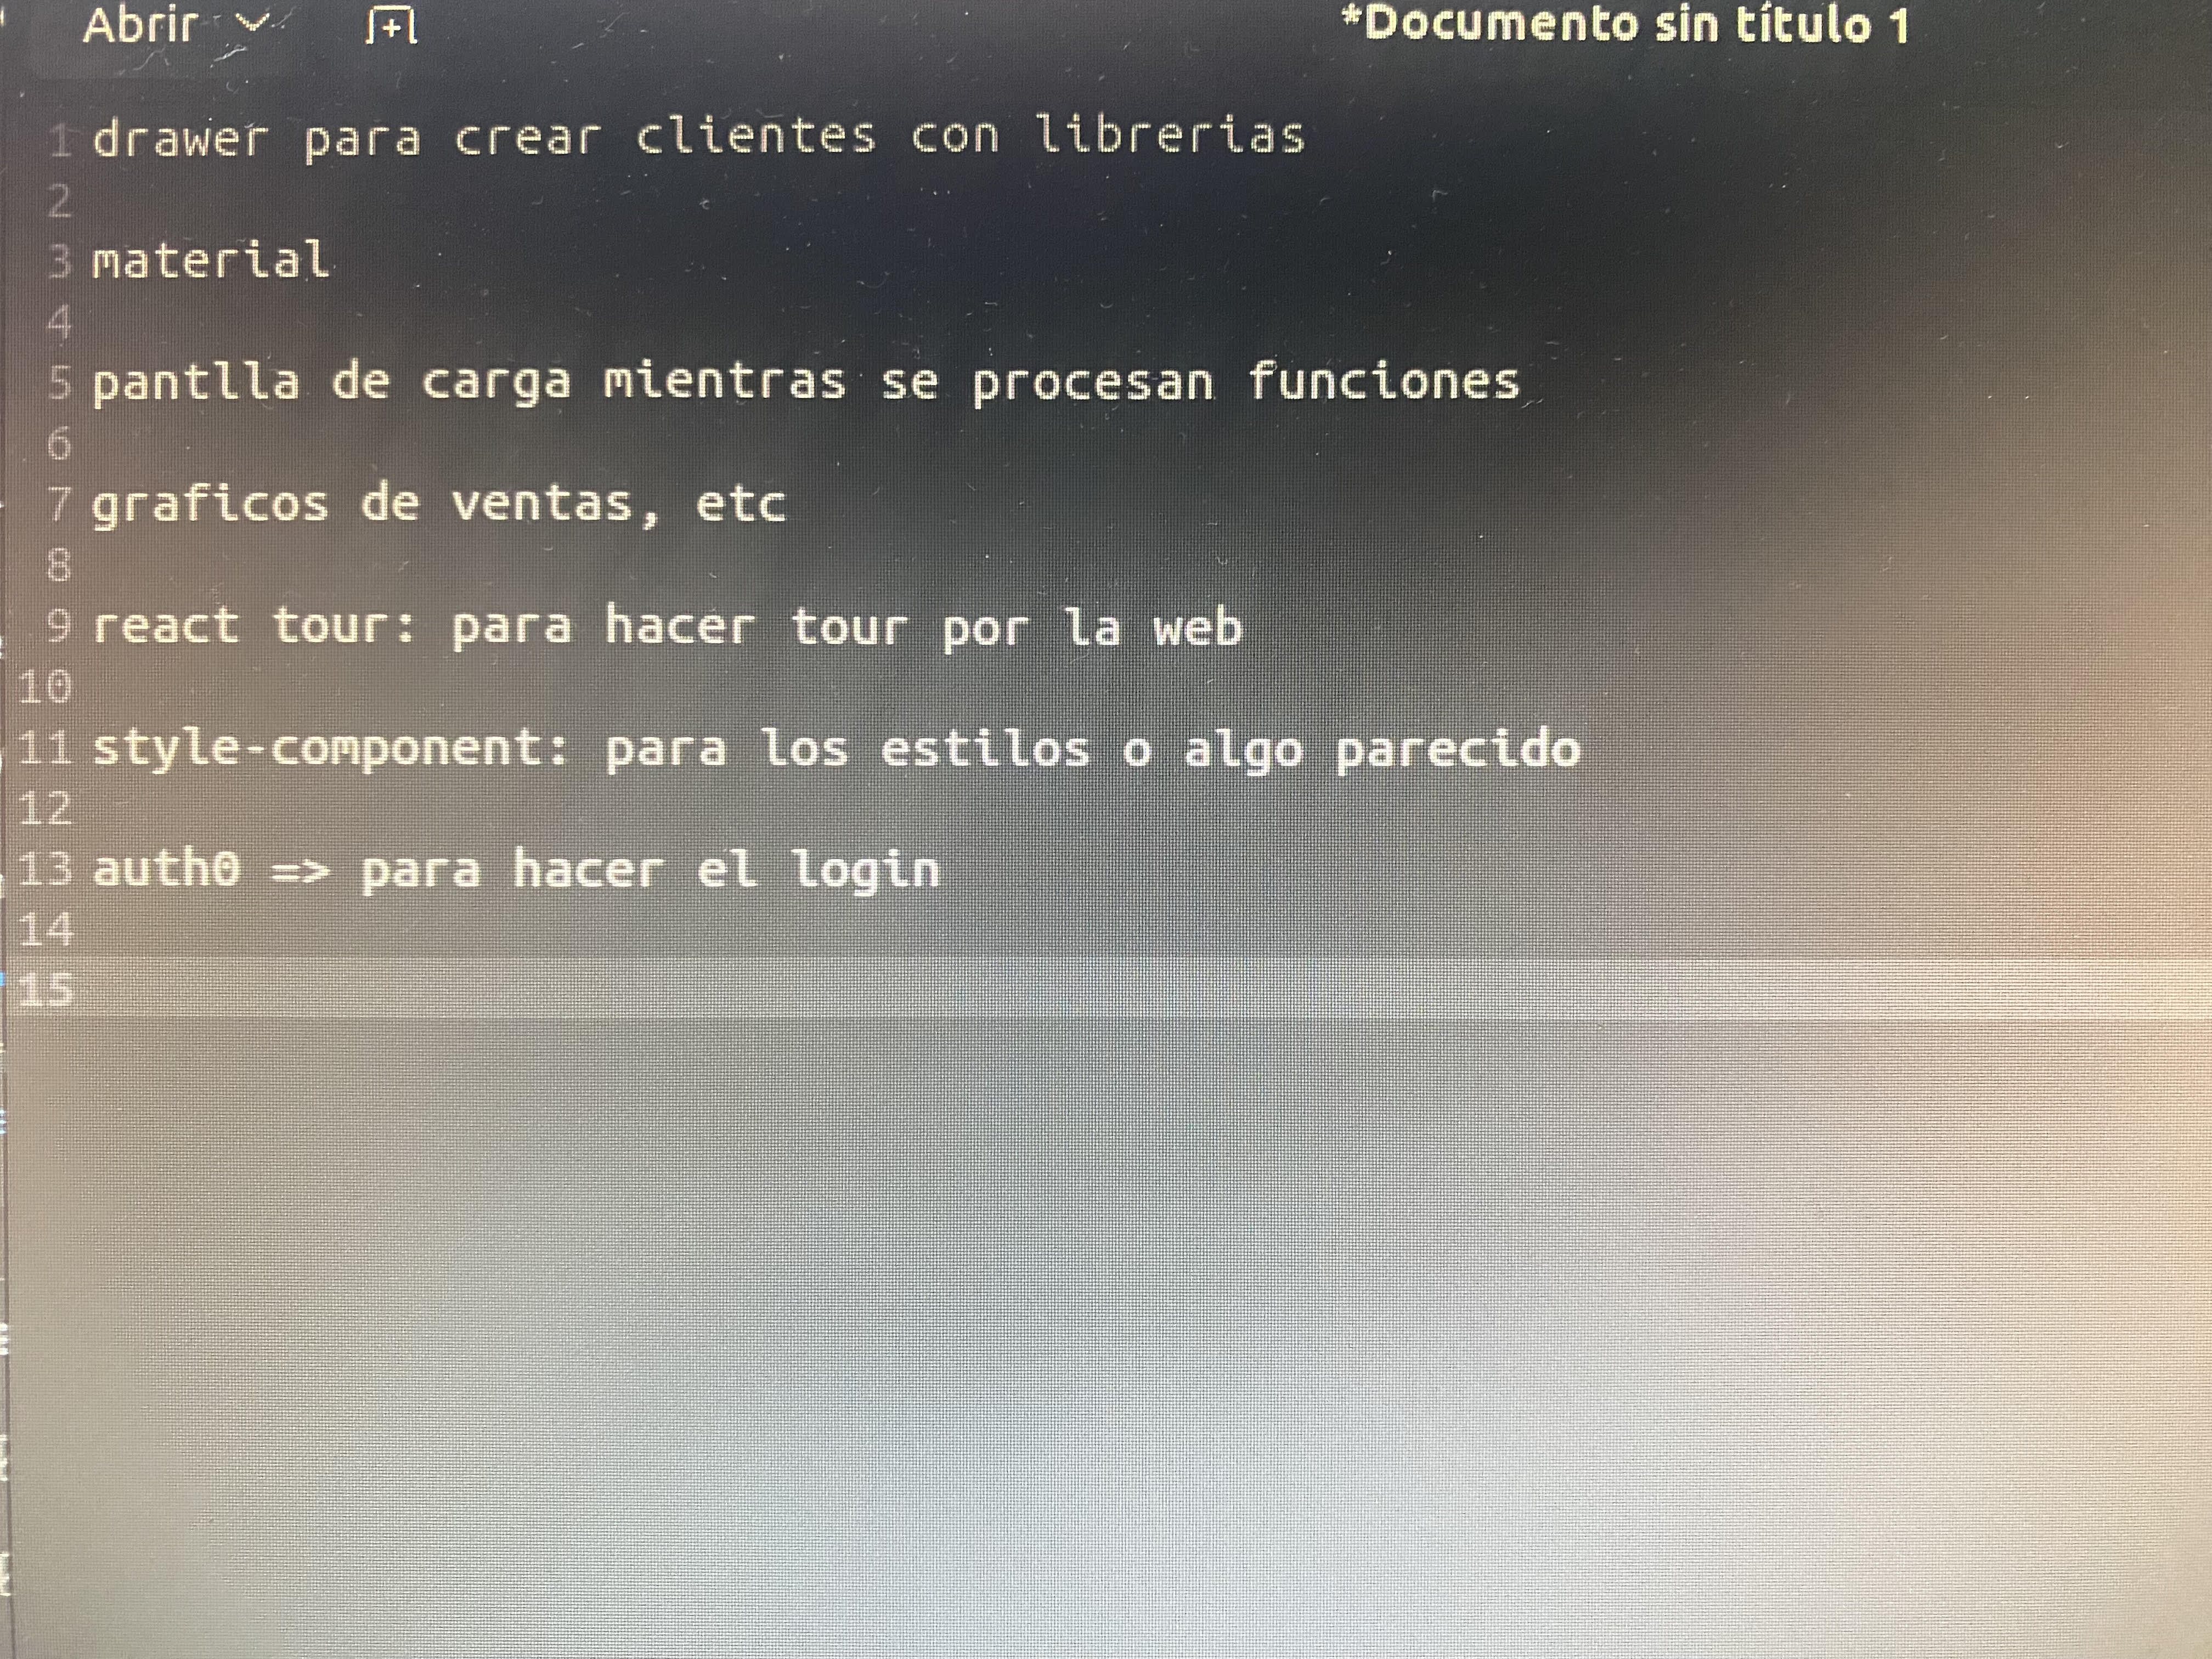 Abrir
*Documento sin título 1
1 drawer para crear clientes con librerias
2
3 material
4
5 pantlla de carga mientras se procesan funciones
6
7 graficos de ventas, etc
8
9 react tour: para hacer tour por la web
10
11 style-component: para los estilos o algo parecido
12
13 auth0 => para hacer el login
14
15